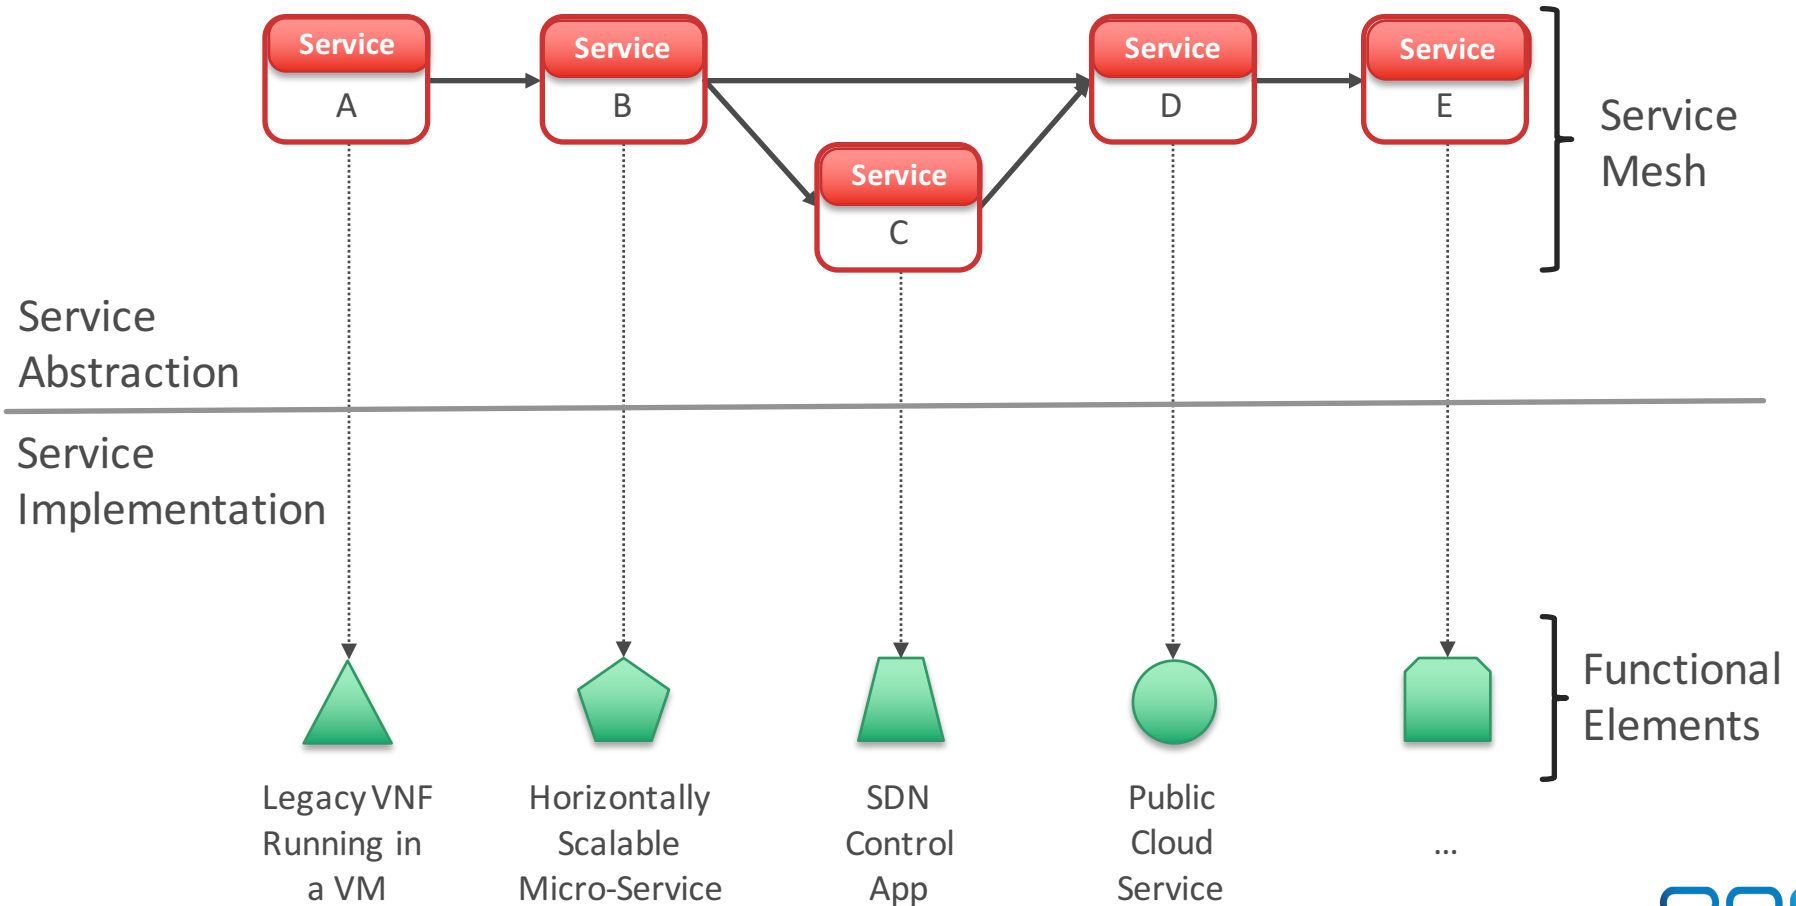 Service
A
Service
B
Service
C
Service
D
Service
E
Service
Mesh
Service
Abstraction
Service
Implementation
Functional
Elements
Legacy VNF
Running in
a VM
Horizontally
Scalable
Micro-Service
SDN
Control
App
Public
Cloud
Service
...